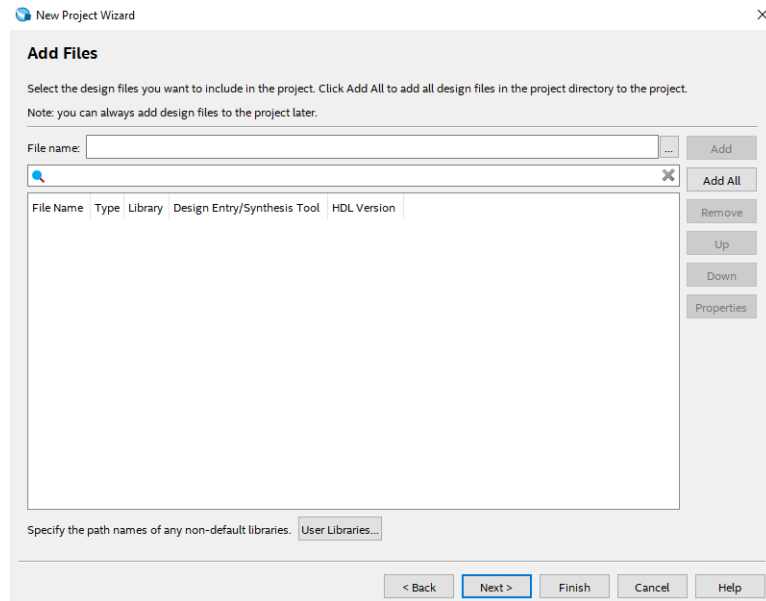 New Project Wizard
Add Files
Select the design files you want to include in the project. Click Add All to add all design files in the project directory to the project.
Note: you can always add design files to the project later.
File name: ... Add
Add All
File Name Type Library Design Entry/Synthesis Tool HDL Version
Remove
Up
Down
Properties
Specify the path names of any non-default libraries. User Libraries...
< Back Next > Finish Cancel Help